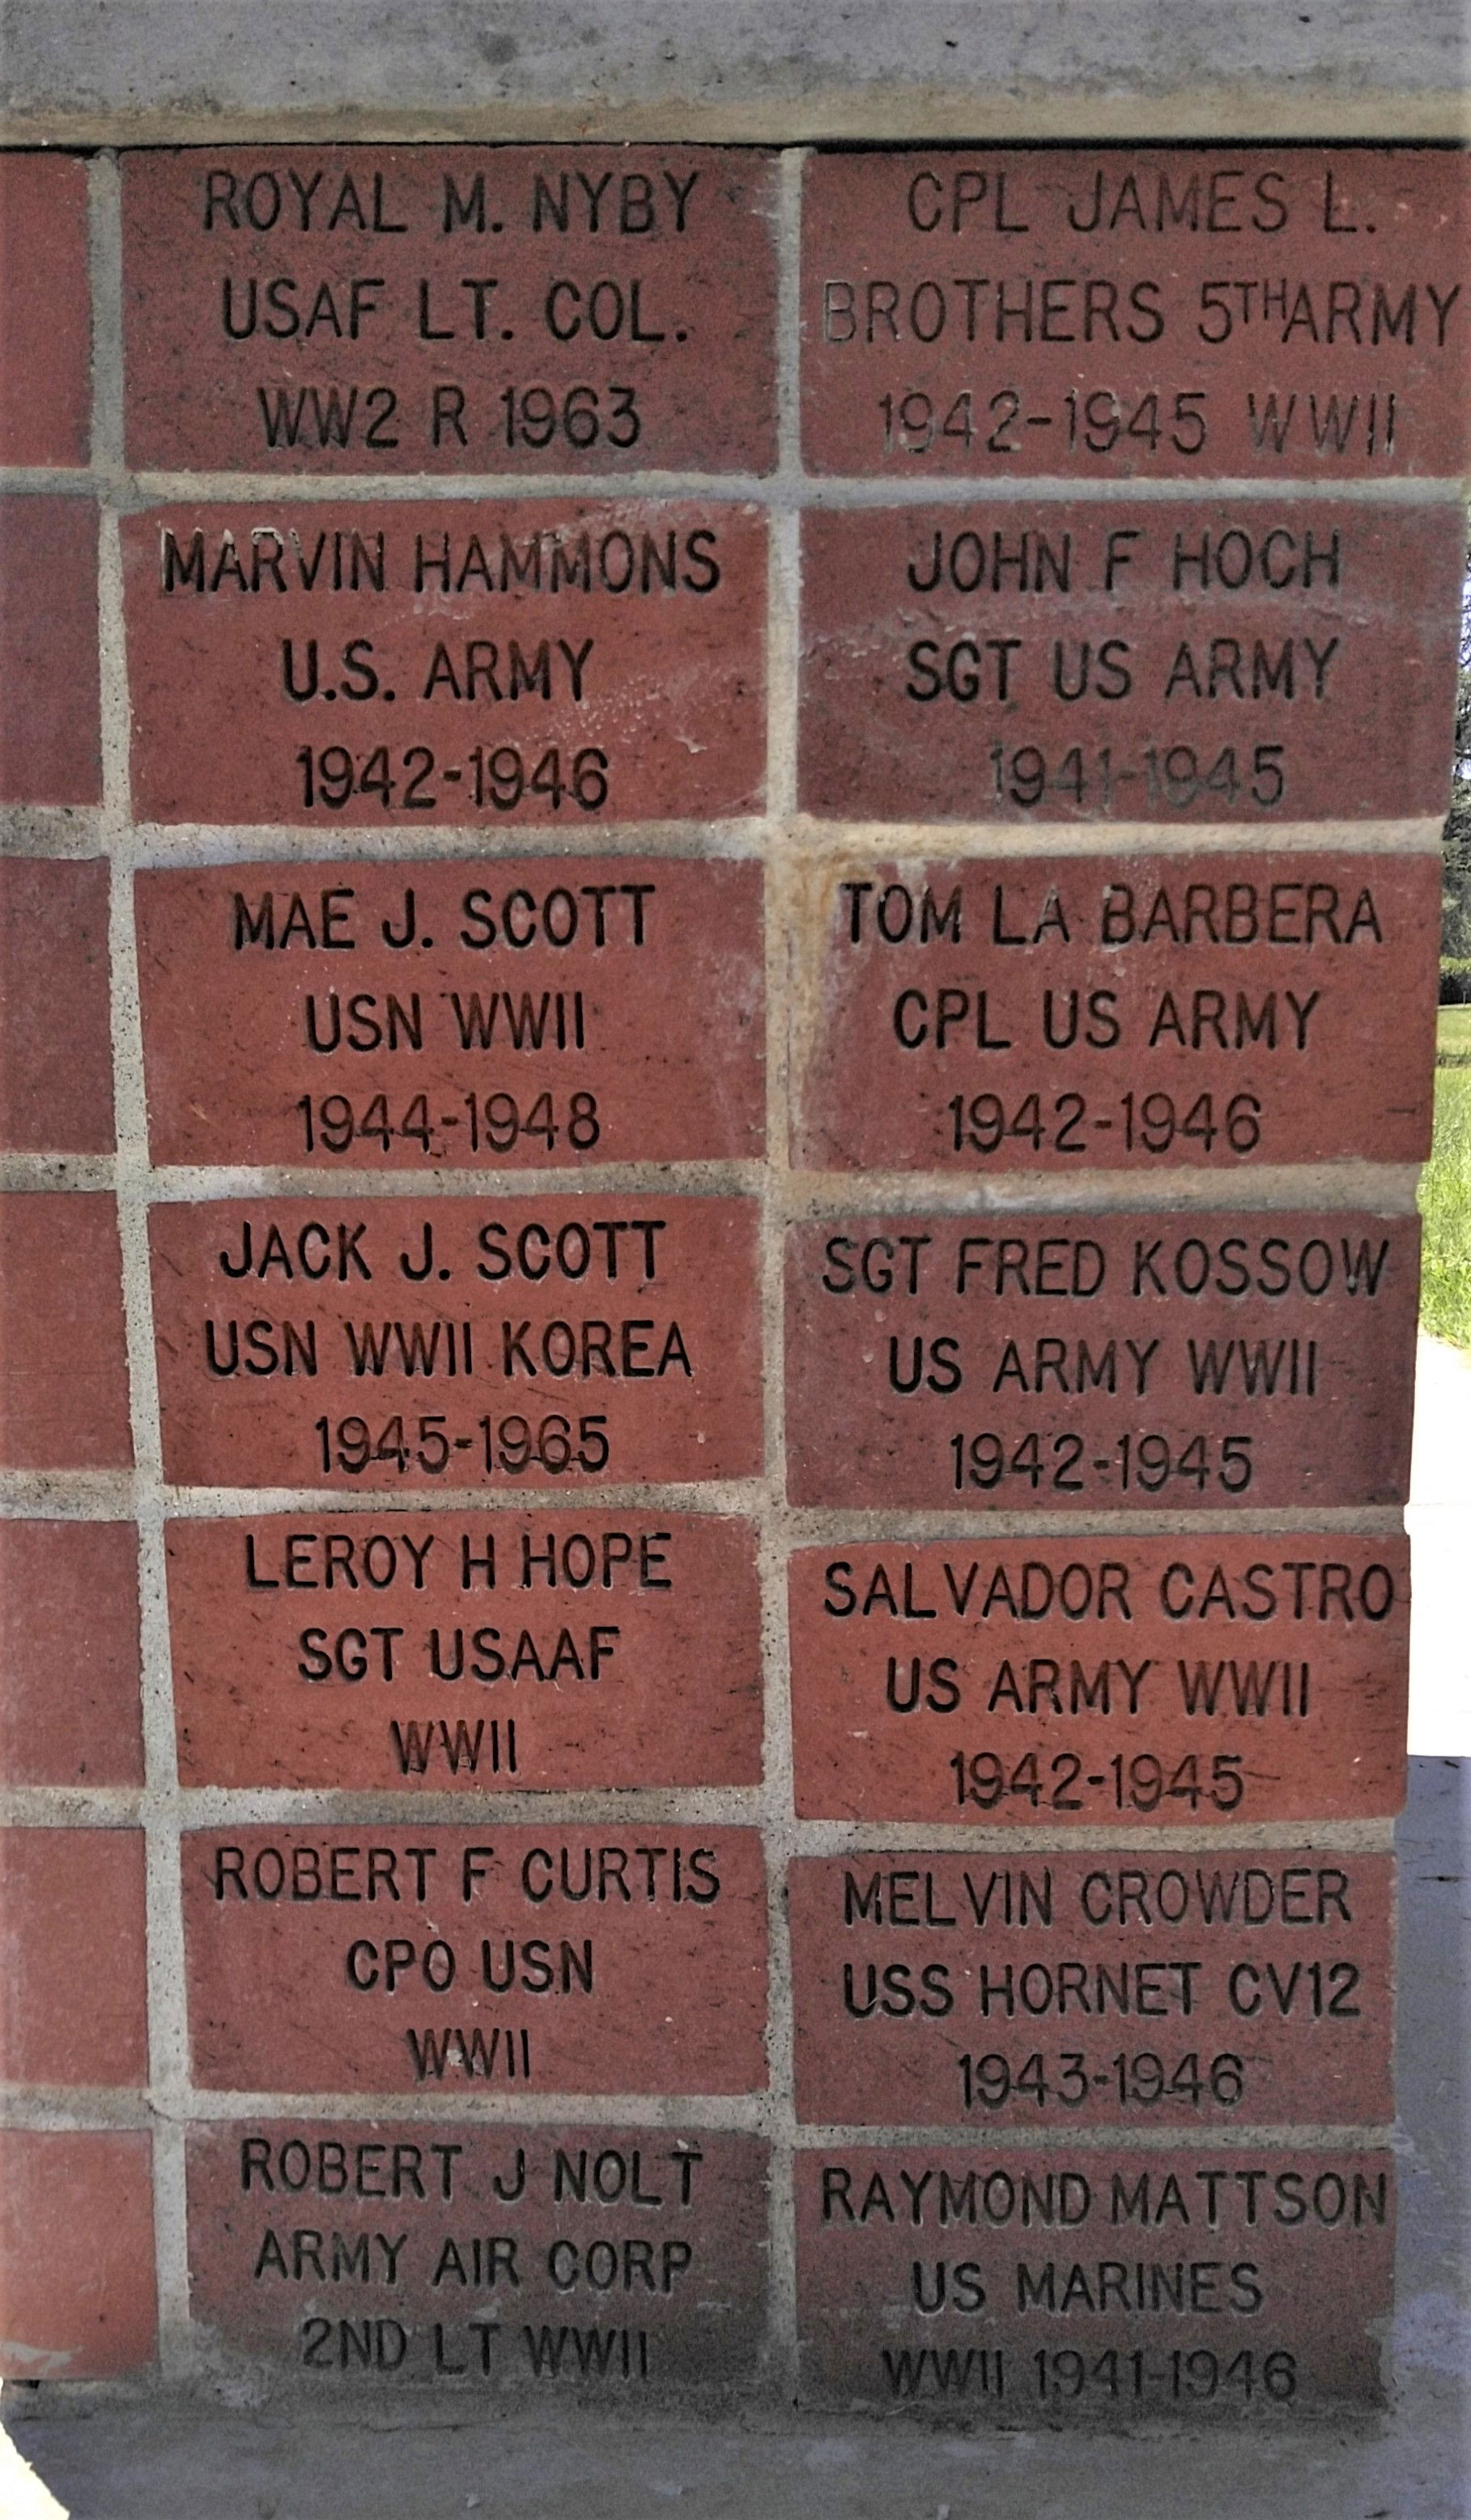 ROYAL M. NYBY
USAF LT. COL.
WW2 R 1963
CPL JAMES L.
BROTHERS 5TH ARMY
1942-1945 WWII
MARVIN HAMMONS
U.S. ARMY
1942-1946
JOHN F HOCH
SGT US ARMY
1941-1945
MAE J. SCOTT
USN WWII
1944-1948
TOM LA BARBERA
CPL US ARMY
1942-1946
JACK J. SCOTT
USN WWII KOREA
1945-1965
SGT FRED KOSSOW
US ARMY WWII
1942-1945
LEROY H HOPE
SGT USAAF
WWII
SALVADOR CASTRO
US ARMY WWII
1942-1945
ROBERT F CURTIS
CPO USN
WWII
MELVIN CROWDER
USS HORNET CV12
1943-1946
ROBERT J NOLT
ARMY AIR CORP
2ND LT WWII
RAYMOND MATTSON
US MARINES
WWII 1941-1946